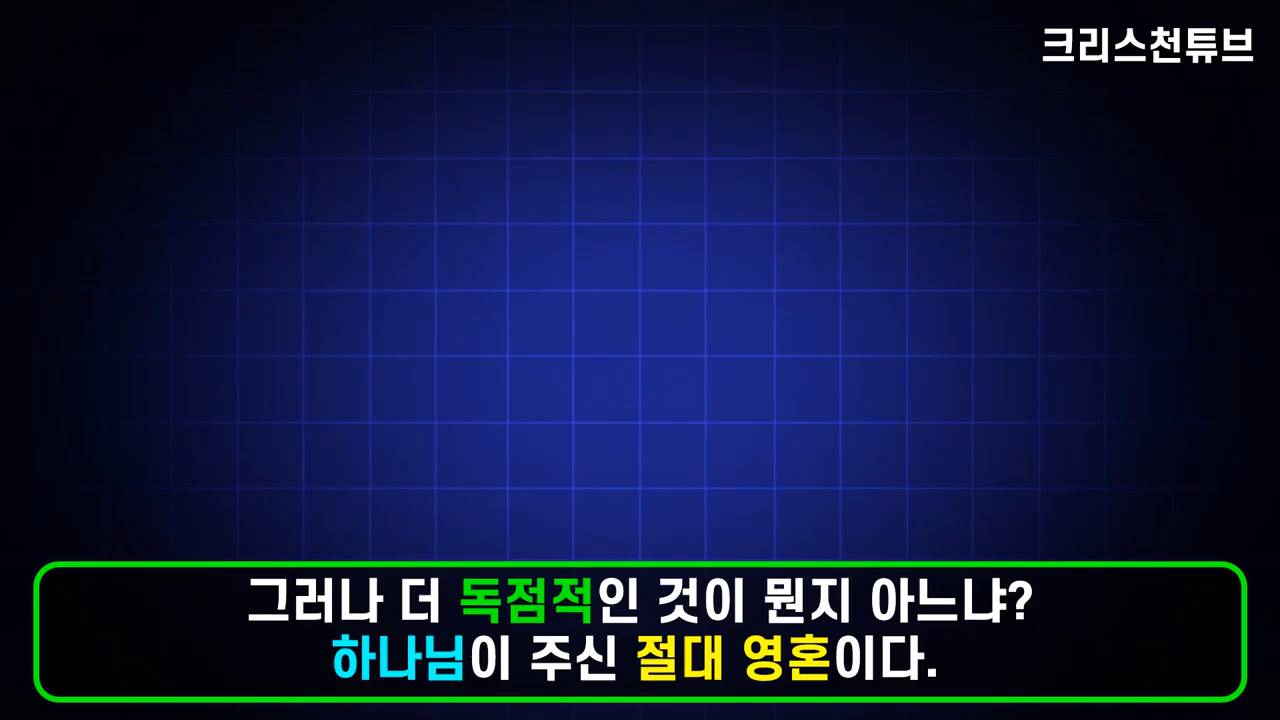 크리스천튜브
그러나 더 독점적인 것이 뭔지 아느냐?
하나님이 주신 절대 영혼이다.